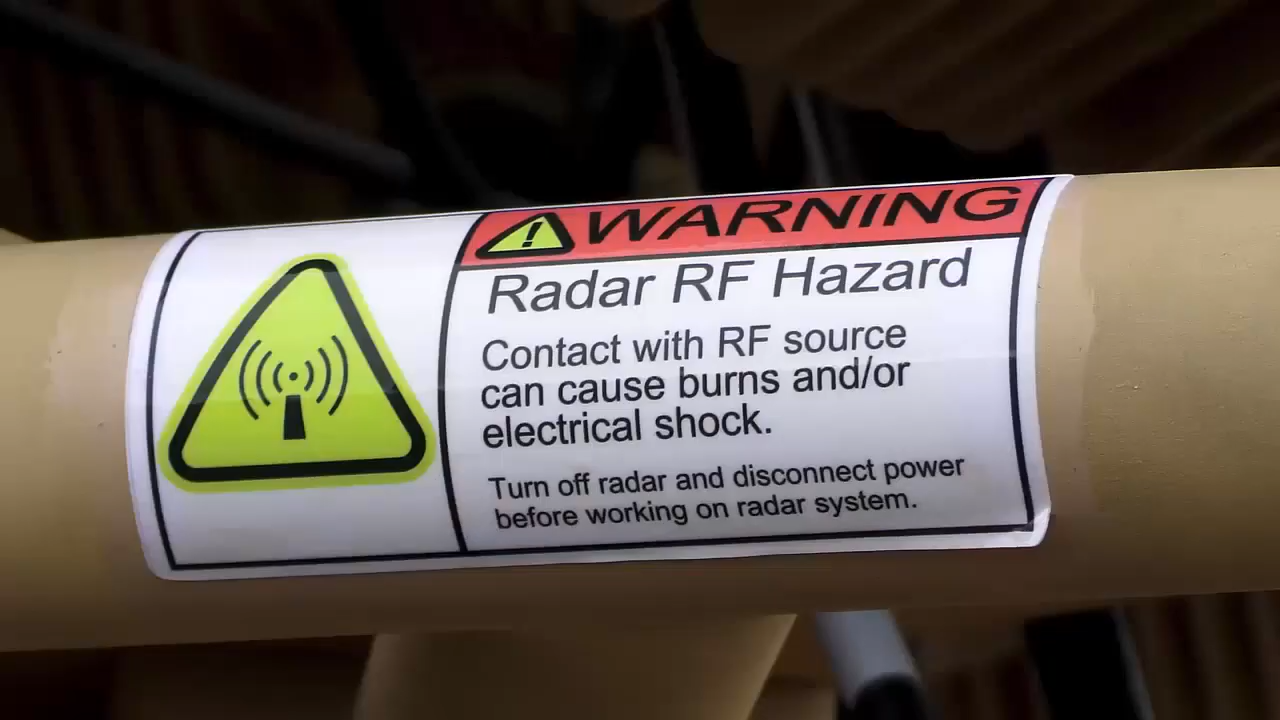 WARNING
Radar RF Hazard
Contact with RF source
can cause burns and/or
electrical shock.
Turn off radar and disconnect power
before working on radar system.